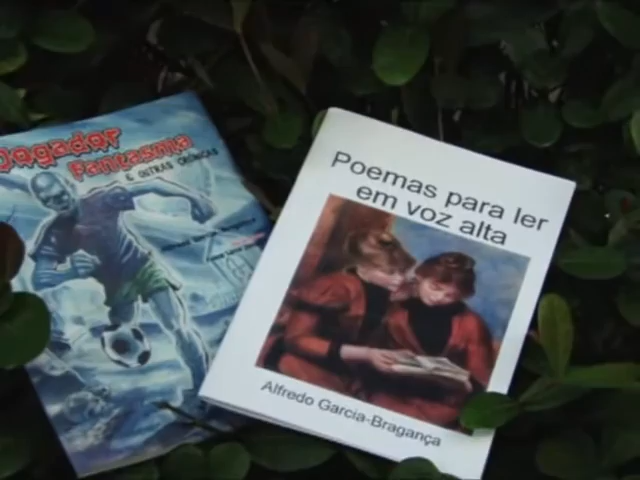 Jogador
Fantasma
& OUTRAS CRÔNICAS
Poemas para ler
em voz alta
Alfredo Garcia-Bragança